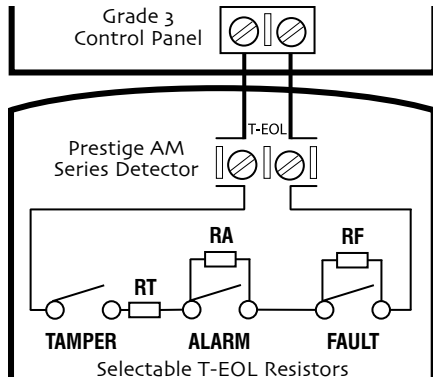 Grade 3
Control Panel
T-EOL
Prestige AM
Series Detector
RA
RF
RT
TAMPER ALARM FAULT
Selectable T-EOL Resistors